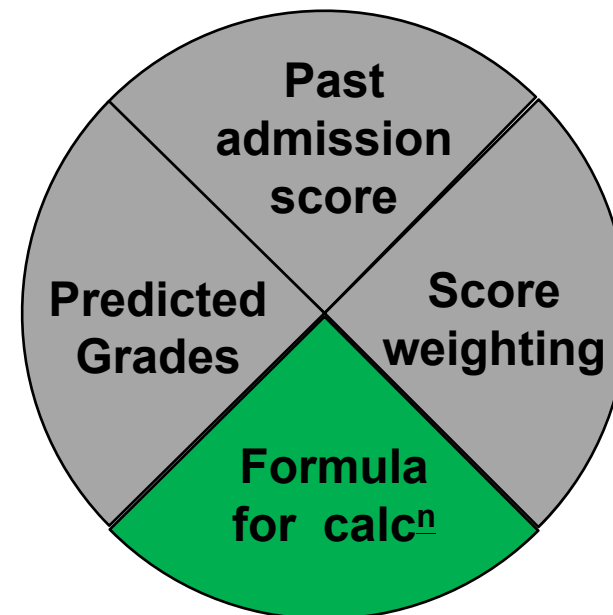 Past
admission
score
Predicted
Grades
Score
weighting
Formula
for calcⁿ